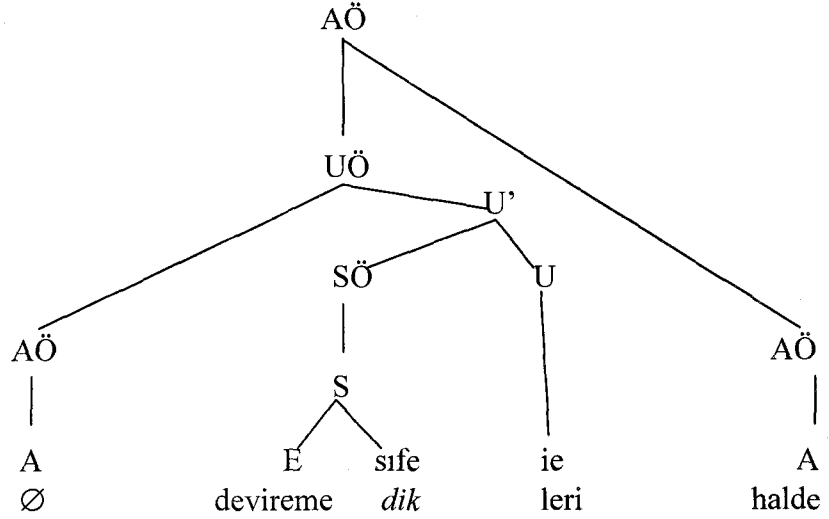 AÖ
UÖ
U’
SÖ U
AÖ AÖ
S
A E sıfe ie A
∅ devireme dik leri halde